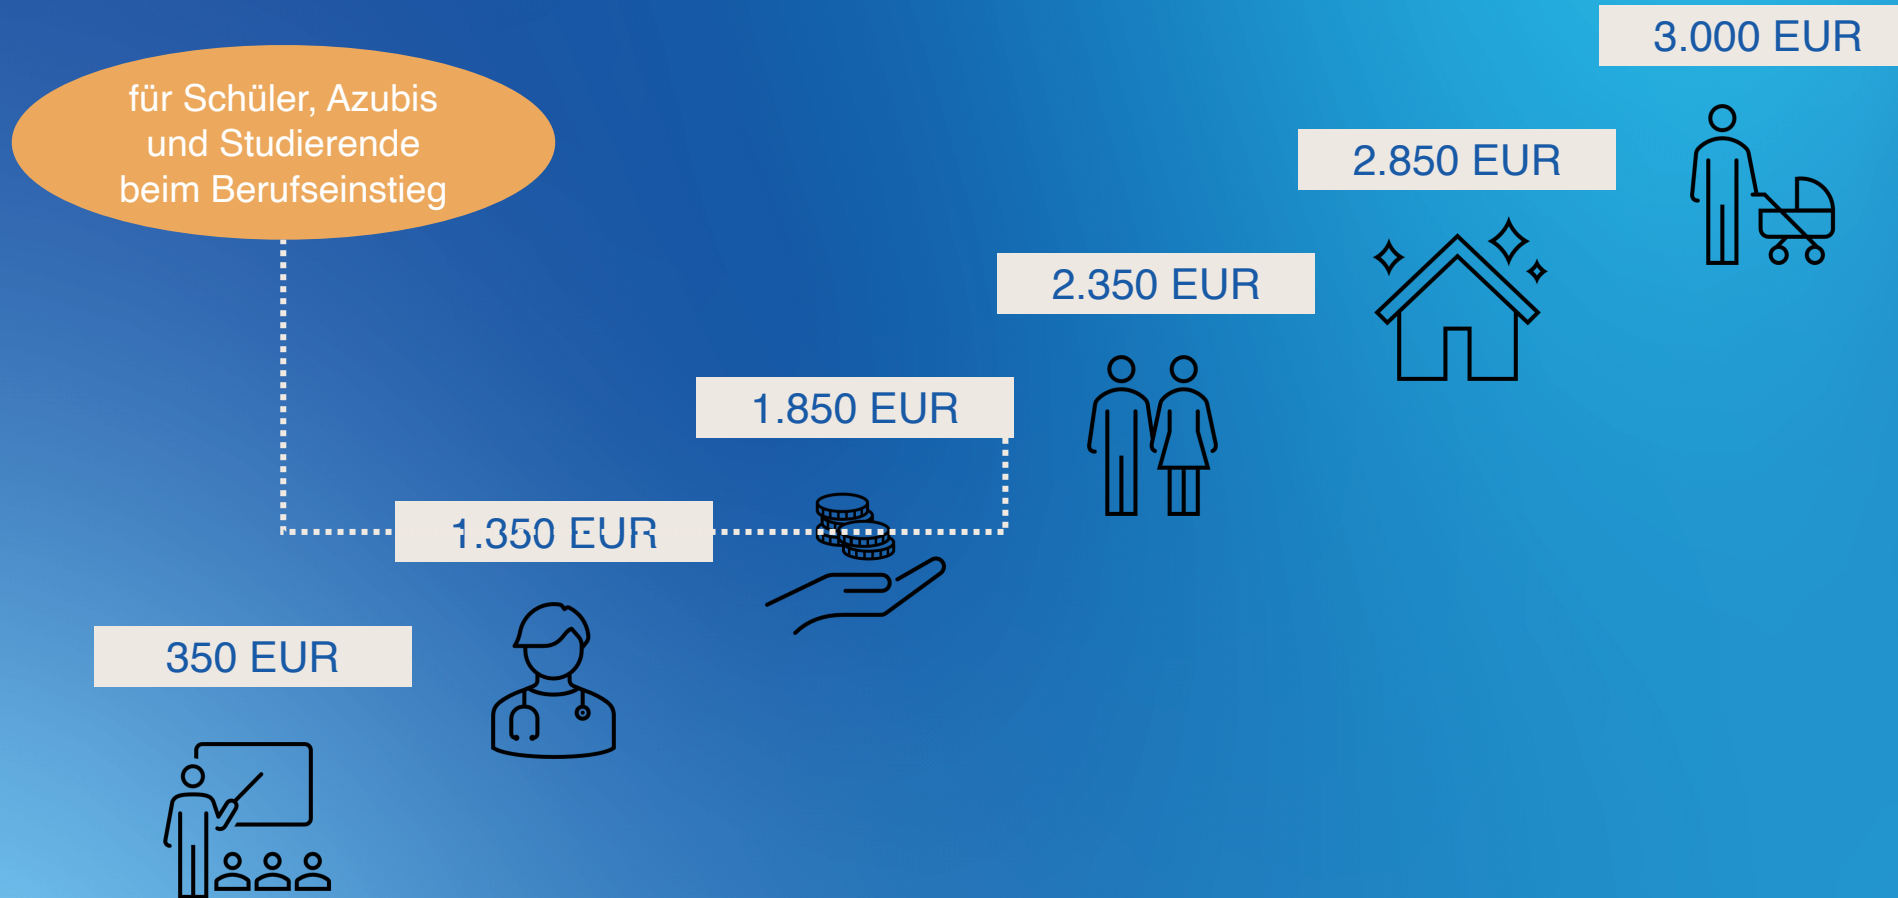 für Schüler, Azubis
und Studierende
beim Berufseinstieg
350 EUR
1.350 EUR
1.850 EUR
2.350 EUR
2.850 EUR
3.000 EUR